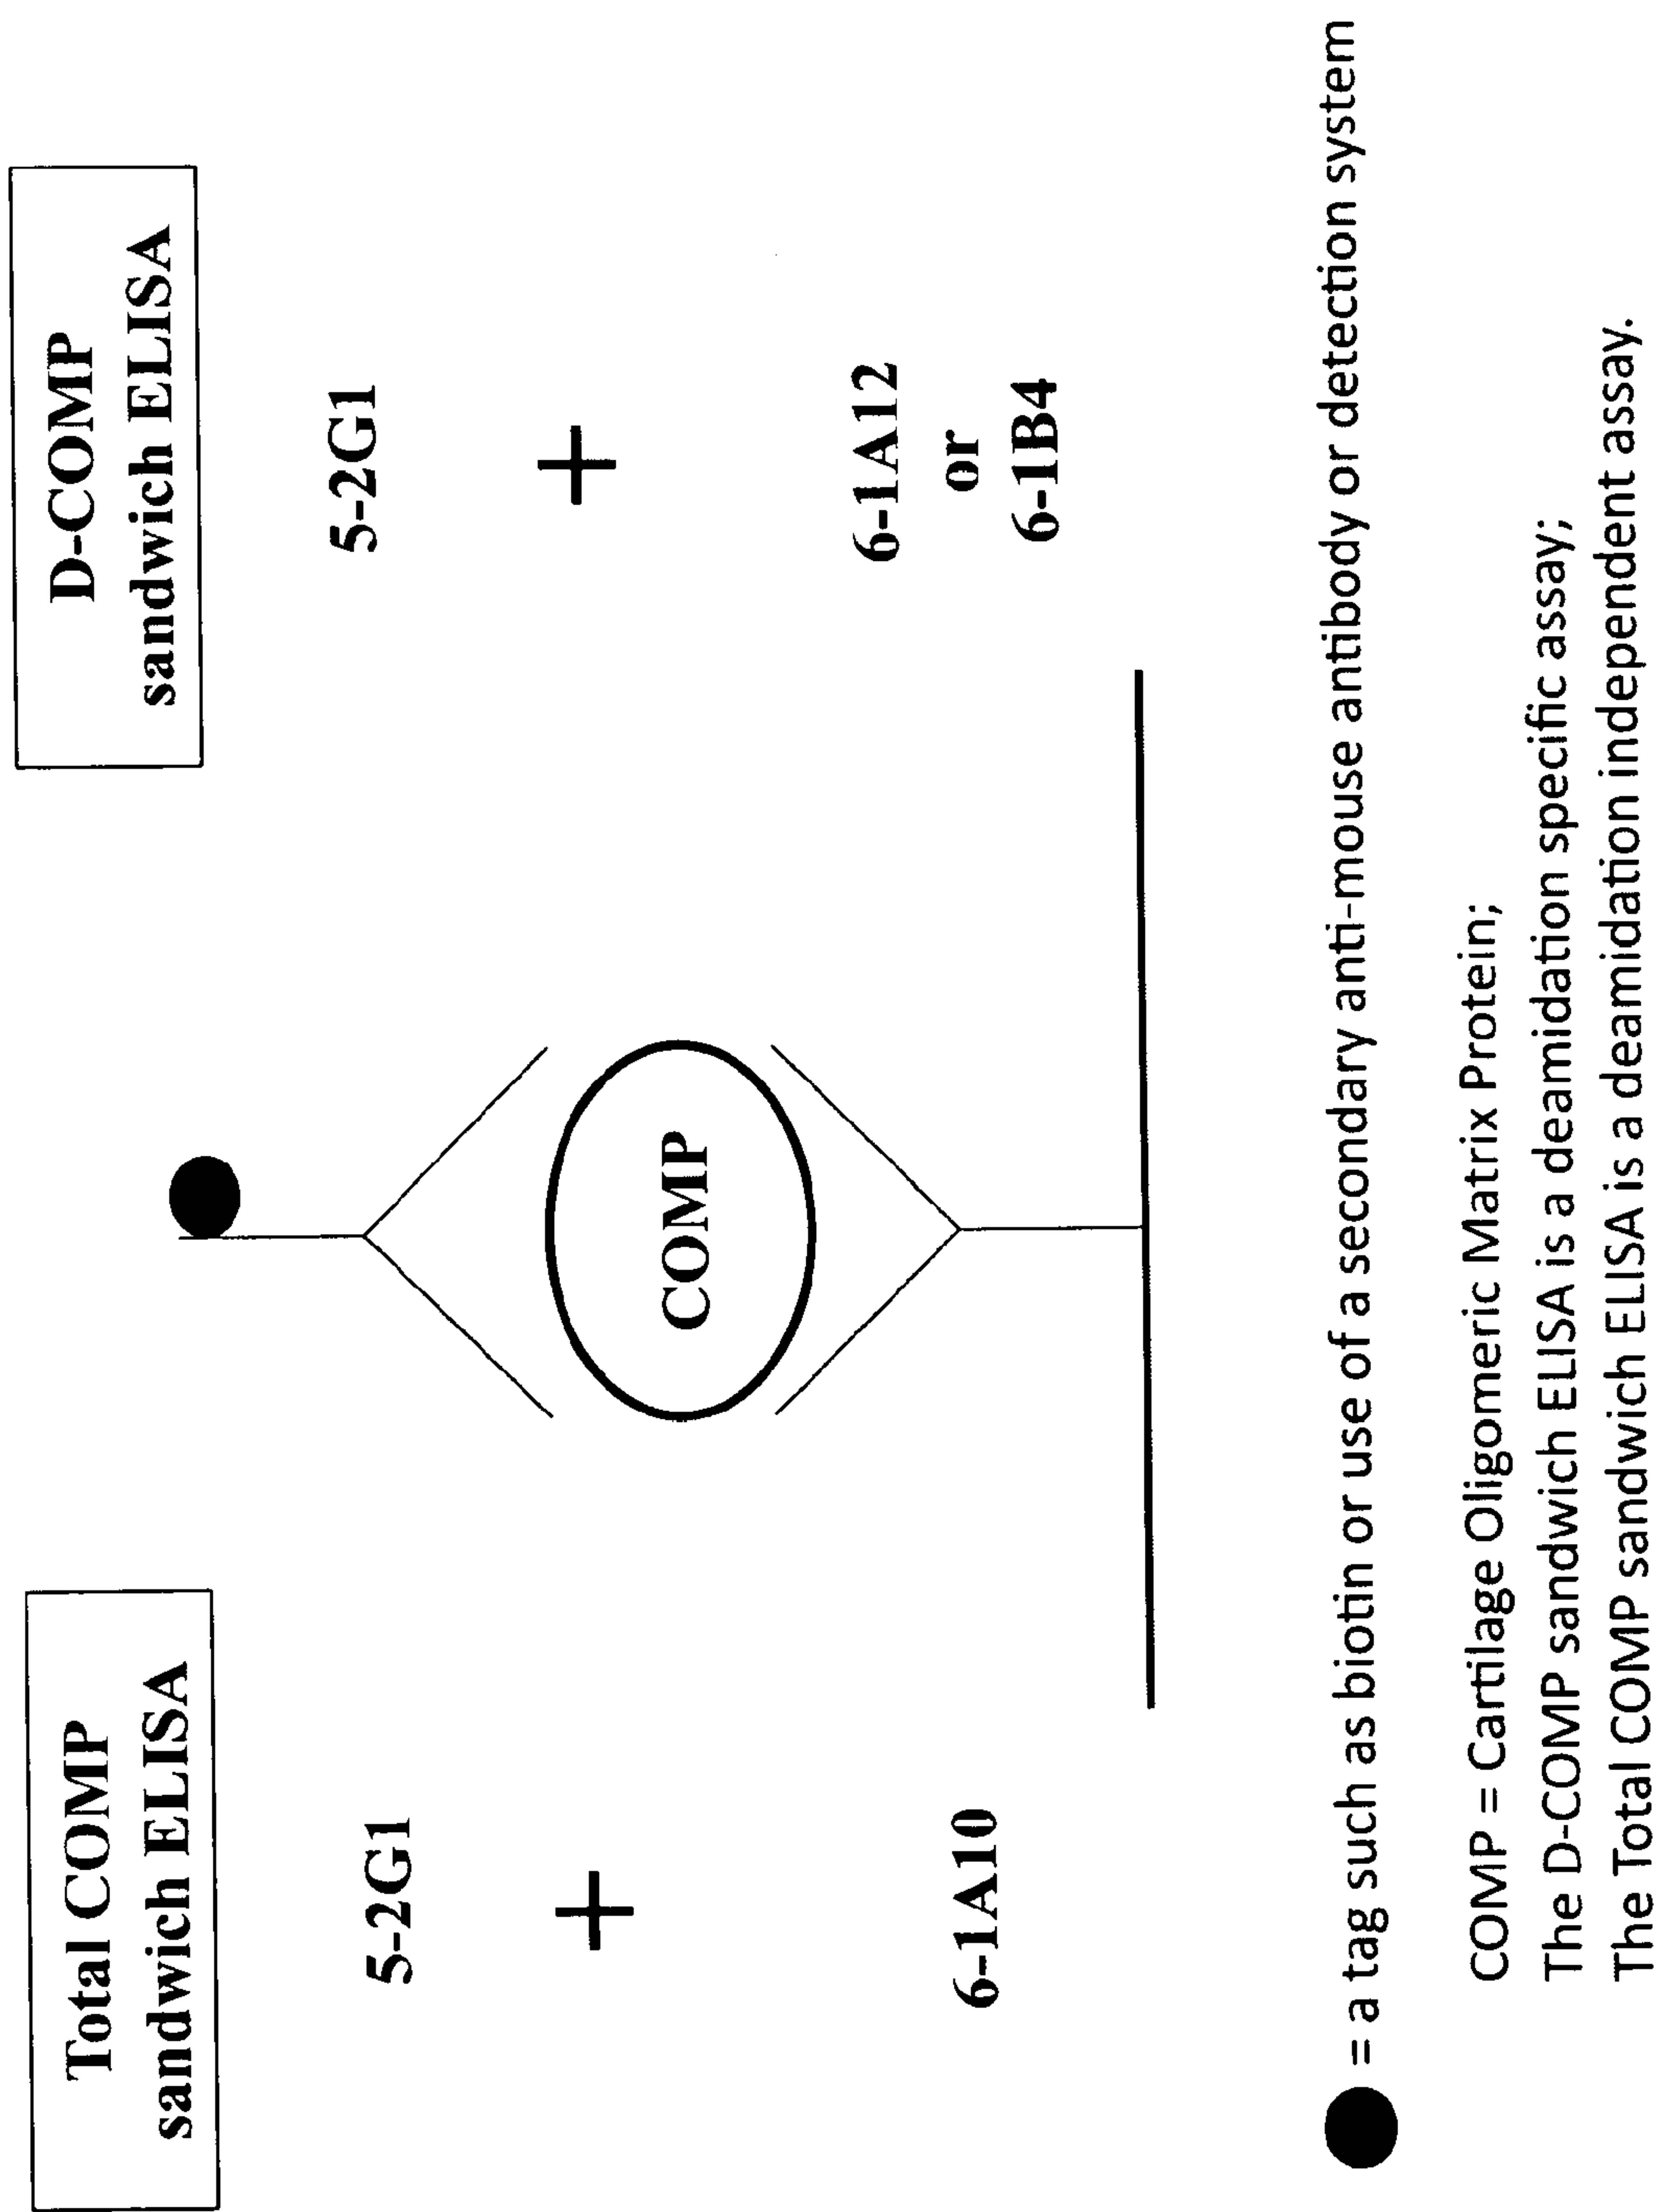 Total COMP
sandwich ELISA
5-2G1
+
6-1A10
COMP
D-COMP
sandwich ELISA
5-2G1
+
6-1A12
or
6-1B4
= a tag such as biotin or use of a secondary anti-mouse antibody or detection system
COMP = Cartilage Oligomeric Matrix Protein;
The D-COMP sandwich ELISA is a deamidation specific assay;
The Total COMP sandwich ELISA is a deamidation independent assay.